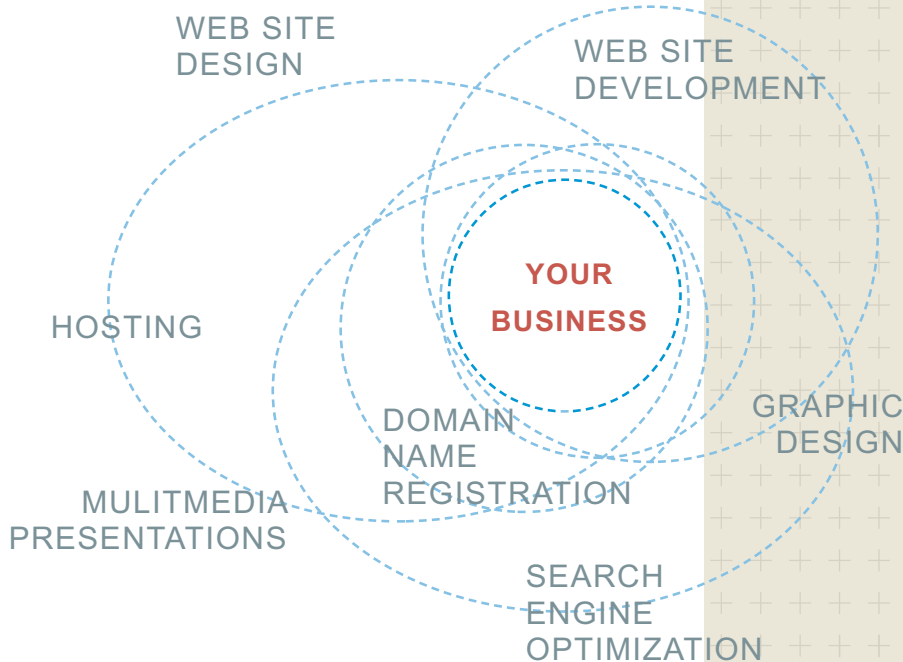 WEB SITE
DESIGN
WEB SITE
DEVELOPMENT
YOUR
BUSINESS
HOSTING
GRAPHIC
DESIGN
DOMAIN
NAME
REGISTRATION
MULITMEDIA
PRESENTATIONS
SEARCH
ENGINE
OPTIMIZATION